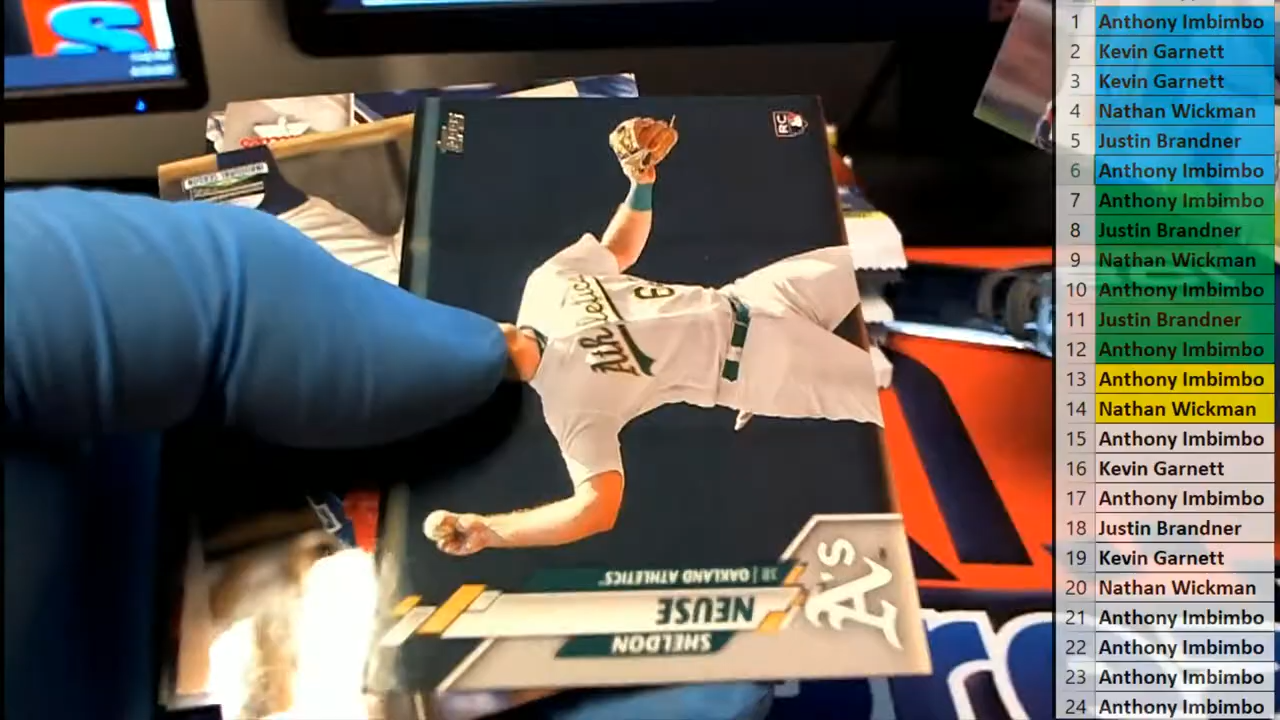 1 Anthony Imbimbo
2 Kevin Garnett
3 Kevin Garnett
4 Nathan Wickman
5 Justin Brandner
6 Anthony Imbimbo
7 Anthony Imbimbo
8 Justin Brandner
9 Nathan Wickman
10 Anthony Imbimbo
11 Justin Brandner
12 Anthony Imbimbo
13 Anthony Imbimbo
14 Nathan Wickman
15 Anthony Imbimbo
16 Kevin Garnett
17 Anthony Imbimbo
18 Justin Brandner
19 Kevin Garnett
20 Nathan Wickman
21 Anthony Imbimbo
22 Anthony Imbimbo
23 Anthony Imbimbo
24 Anthony Imbimbo
TOPPS
RC
Athletics
6
A's
3B | OAKLAND ATHLETICS™
NEUSE
SHELDON
S